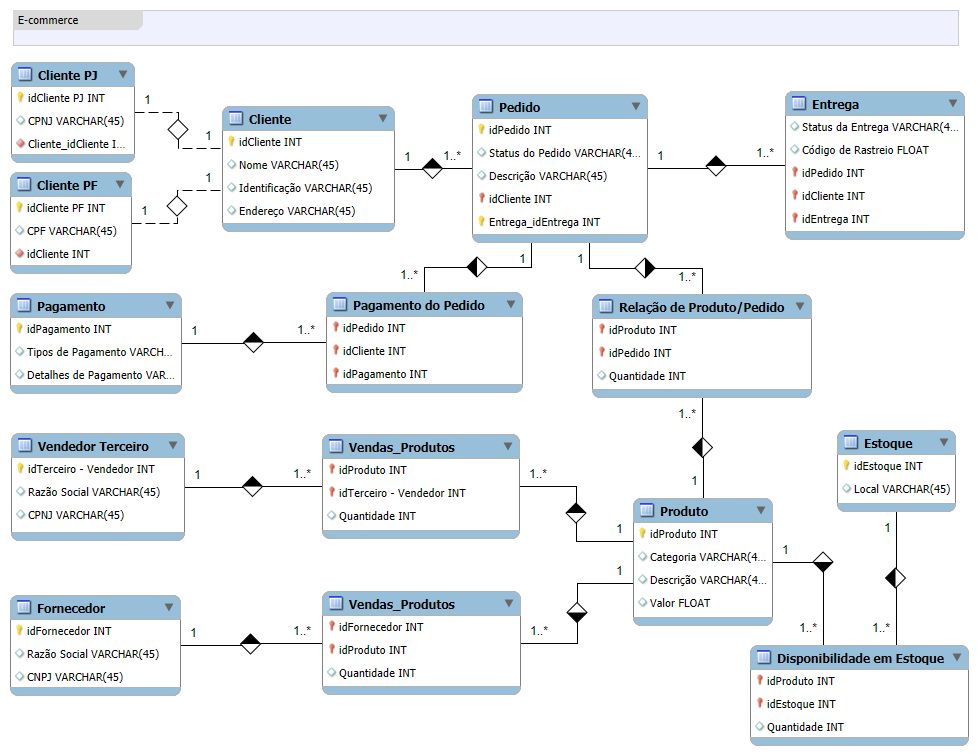 E-commerce
Cliente PJ
idCliente PJ INT
CPNJ VARCHAR(45)
Cliente_idCliente I...
1
1
Cliente PF
idCliente PF INT
CPF VARCHAR(45)
idCliente INT
1
1
Cliente
idCliente INT
Nome VARCHAR(45)
Identificação VARCHAR(45)
Endereço VARCHAR(45)
1
1..*
Pedido
idPedido INT
Status do Pedido VARCHAR(4...
Descrição VARCHAR(45)
idCliente INT
Entrega_idEntrega INT
1
1..*
Entrega
Status da Entrega VARCHAR(4...
Código de Rastreio FLOAT
idPedido INT
idCliente INT
idEntrega INT
1
1..*
1
1..*
Pagamento
idPagamento INT
Tipos de Pagamento VARCH...
Detalhes de Pagamento VAR...
1
1..*
Pagamento do Pedido
idPedido INT
idCliente INT
idPagamento INT
Relação de Produto/Pedido
idProduto INT
idPedido INT
Quantidade INT
1..*
1
Vendedor Terceiro
idTerceiro - Vendedor INT
Razão Social VARCHAR(45)
CPNJ VARCHAR(45)
1
1..*
Vendas_Produtos
idProduto INT
idTerceiro - Vendedor INT
Quantidade INT
1..*
1
Estoque
idEstoque INT
Local VARCHAR(45)
1
1..*
Produto
idProduto INT
Categoria VARCHAR(4...
Descrição VARCHAR(4...
Valor FLOAT
1
1..*
Fornecedor
idFornecedor INT
Razão Social VARCHAR(45)
CNPJ VARCHAR(45)
1
1..*
Vendas_Produtos
idFornecedor INT
idProduto INT
Quantidade INT
1..*
1
Disponibilidade em Estoque
idProduto INT
idEstoque INT
Quantidade INT